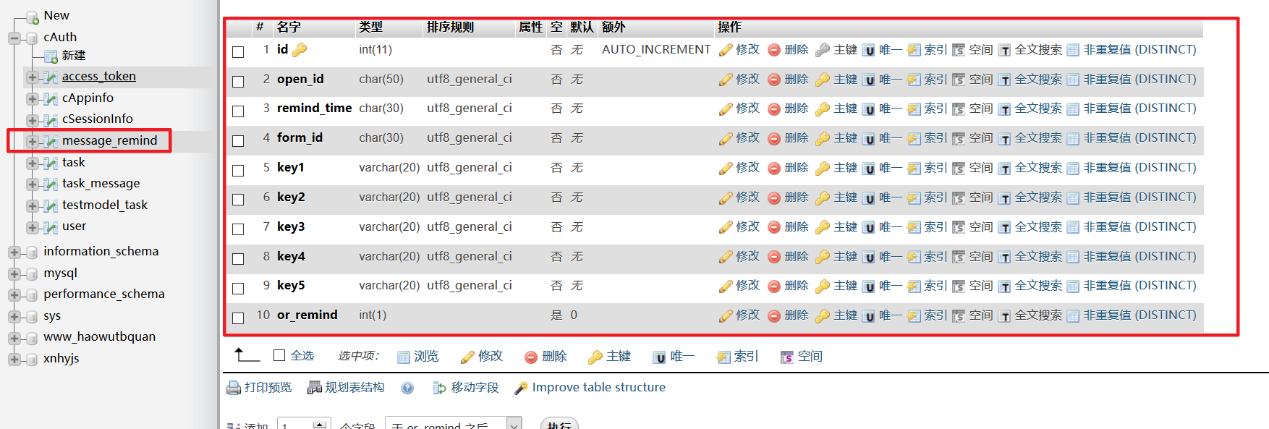 New
cAuth
新建
access_token
cAppinfo
cSessionInfo
message_remind
task
task_message
testmodel_task
user
information_schema
mysql
performance_schema
sys
www_haowutbquan
xnhyjs
# 名字 类型 排序规则 属性 空 默认 额外 操作
1 id int(11) 否 无 AUTO_INCREMENT 修改 删除 主键 唯一 索引 空间 全文搜索 非重复值 (DISTINCT)
2 open_id char(50) utf8_general_ci 否 无 修改 删除 主键 唯一 索引 空间 全文搜索 非重复值 (DISTINCT)
3 remind_time char(30) utf8_general_ci 否 无 修改 删除 主键 唯一 索引 空间 全文搜索 非重复值 (DISTINCT)
4 form_id char(30) utf8_general_ci 否 无 修改 删除 主键 唯一 索引 空间 全文搜索 非重复值 (DISTINCT)
5 key1 varchar(20) utf8_general_ci 否 无 修改 删除 主键 唯一 索引 空间 全文搜索 非重复值 (DISTINCT)
6 key2 varchar(20) utf8_general_ci 否 无 修改 删除 主键 唯一 索引 空间 全文搜索 非重复值 (DISTINCT)
7 key3 varchar(20) utf8_general_ci 否 无 修改 删除 主键 唯一 索引 空间 全文搜索 非重复值 (DISTINCT)
8 key4 varchar(20) utf8_general_ci 否 无 修改 删除 主键 唯一 索引 空间 全文搜索 非重复值 (DISTINCT)
9 key5 varchar(20) utf8_general_ci 否 无 修改 删除 主键 唯一 索引 空间 全文搜索 非重复值 (DISTINCT)
10 or_remind int(1) 是 0 修改 删除 主键 唯一 索引 空间 全文搜索 非重复值 (DISTINCT)
全选 选中项: 浏览 修改 删除 主键 唯一 索引 空间
打印预览 规划表结构 移动字段 Improve table structure
添加 1 个字段 于 or_remind 之后 执行